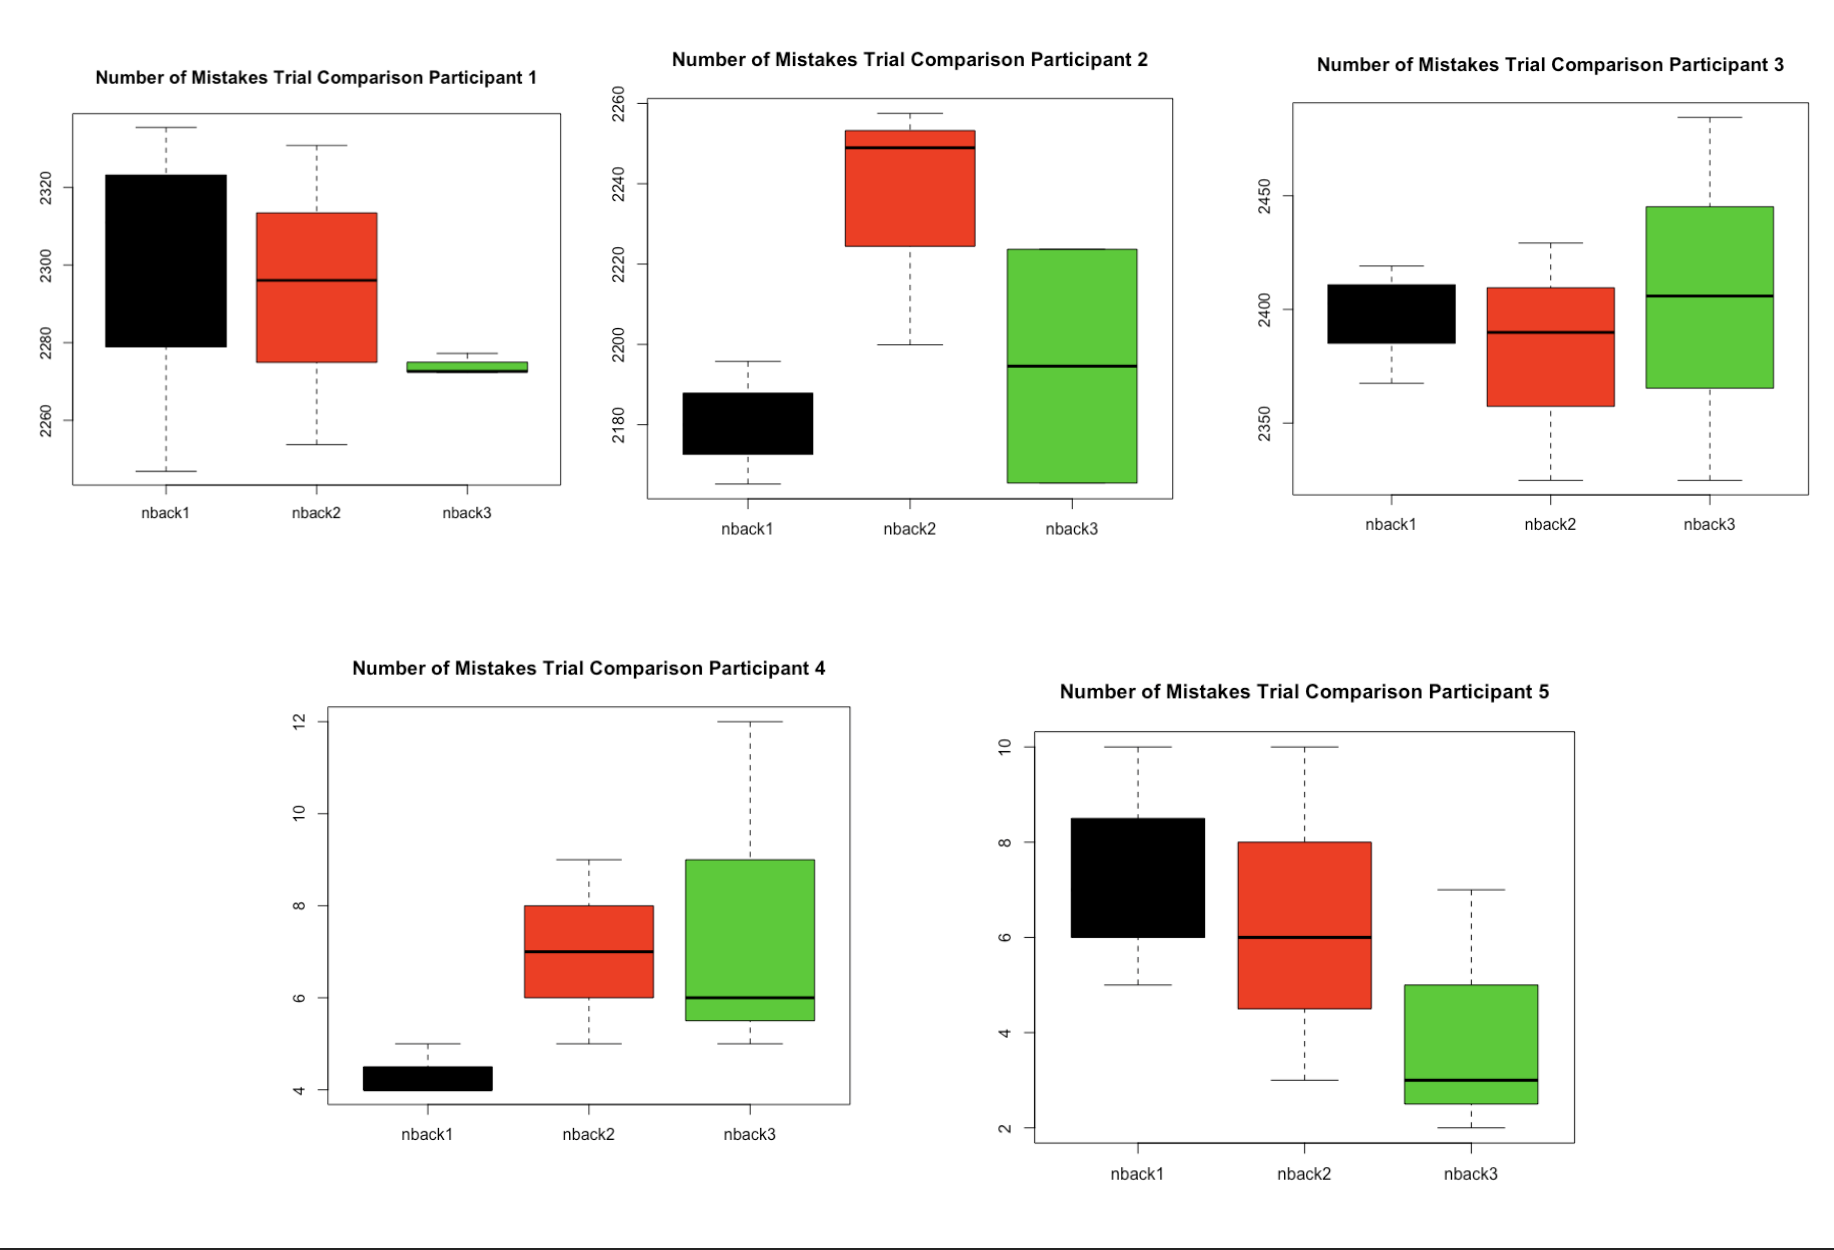 Number of Mistakes Trial Comparison Participant 1
2320
2300
2280
2260
nback1 nback2 nback3
Number of Mistakes Trial Comparison Participant 2
2260
2240
2220
2200
2180
nback1 nback2 nback3
Number of Mistakes Trial Comparison Participant 3
2450
2400
2350
nback1 nback2 nback3
Number of Mistakes Trial Comparison Participant 4
12
10
8
6
4
nback1 nback2 nback3
Number of Mistakes Trial Comparison Participant 5
10
8
6
4
2
nback1 nback2 nback3